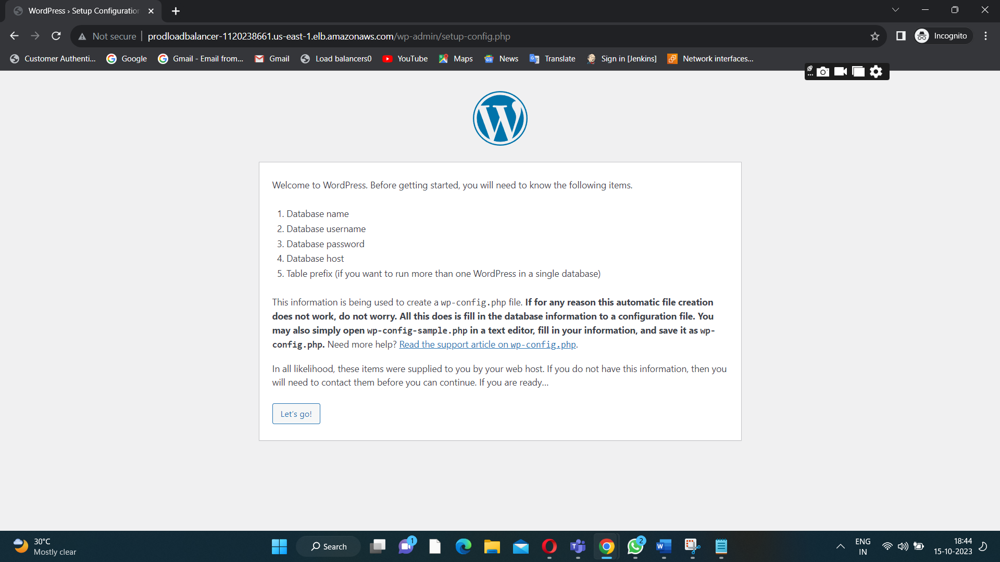 WordPress › Setup Configuration
Not secure
prodloadbalancer-1120238661.us-east-1.elb.amazonaws.com/wp-admin/setup-config.php
Incognito
Customer Authenti...
Google
Gmail - Email from...
Gmail
Load balancers0
YouTube
Maps
News
Translate
Sign in [Jenkins]
Network interfaces...
Welcome to WordPress. Before getting started, you will need to know the following items.
1. Database name
2. Database username
3. Database password
4. Database host
5. Table prefix (if you want to run more than one WordPress in a single database)
This information is being used to create a wp-config.php file. If for any reason this automatic file creation
does not work, do not worry. All this does is fill in the database information to a configuration file. You
may also simply open wp-config-sample.php in a text editor, fill in your information, and save it as wp-
config.php. Need more help? Read the support article on wp-config.php.
In all likelihood, these items were supplied to you by your web host. If you do not have this information, then you
will need to contact them before you can continue. If you are ready…
Let's go!
30°C
Mostly clear
Search
1
2
ENG
IN
18:44
15-10-2023